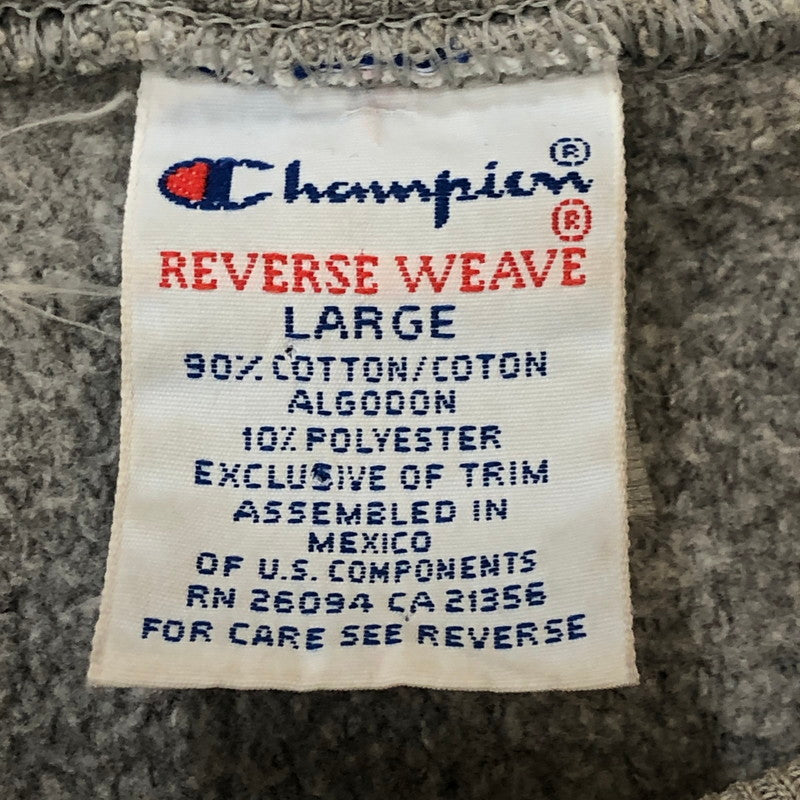 Champion®
®
REVERSE WEAVE
LARGE
90% COTTON/COTON
ALGODON
10% POLYESTER
EXCLUSIVE OF TRIM
ASSEMBLED IN
MEXICO
OF U.S. COMPONENTS
RN 26094 CA 21356
FOR CARE SEE REVERSE